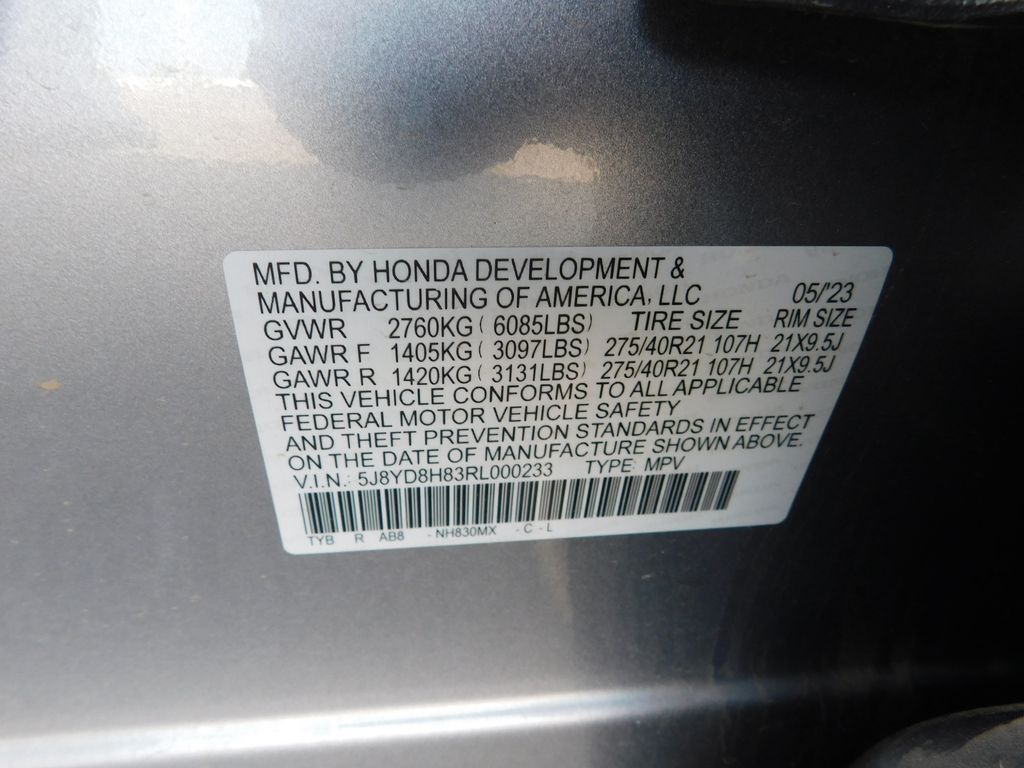 MFD. BY HONDA DEVELOPMENT &
MANUFACTURING OF AMERICA, LLC 05/'23
GVWR 2760KG ( 6085LBS) TIRE SIZE RIM SIZE
GAWR F 1405KG ( 3097LBS) 275/40R21 107H 21X9.5J
GAWR R 1420KG ( 3131LBS) 275/40R21 107H 21X9.5J
THIS VEHICLE CONFORMS TO ALL APPLICABLE
FEDERAL MOTOR VEHICLE SAFETY
AND THEFT PREVENTION STANDARDS IN EFFECT
ON THE DATE OF MANUFACTURE SHOWN ABOVE.
V.I.N.: 5J8YD8H83RL000233 TYPE: MPV
TYB R AB8 - NH830MX - C - L